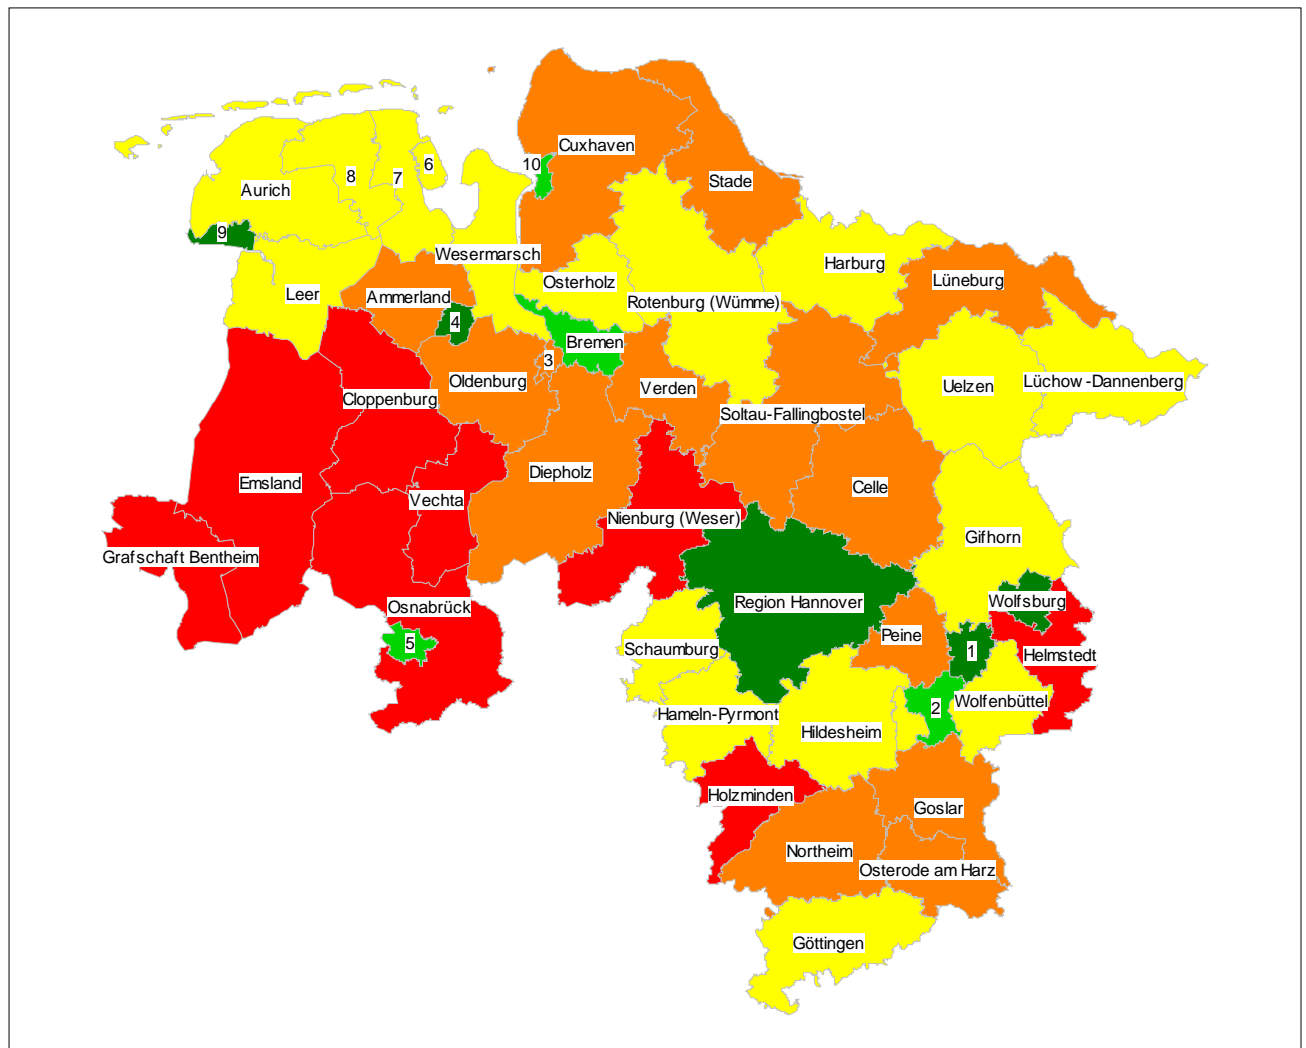 Cuxhaven
10
6
8
7
Stade
Aurich
9
Wesermarsch
Harburg
Osterholz
Lüneburg
Leer
Ammerland
Rotenburg (Wümme)
4
Bremen
3
Oldenburg
Verden
Uelzen
Lüchow -Dannenberg
Cloppenburg
Soltau-Fallingbostel
Diepholz
Emsland
Vechta
Celle
Nienburg (Weser)
Gifhorn
Grafschaft Bentheim
Osnabrück
Region Hannover
Wolfsburg
Peine
5
Schaumburg
1
Helmstedt
Wolfenbüttel
2
Hameln-Pyrmont
Hildesheim
Holzminden
Goslar
Northeim
Osterode am Harz
Göttingen